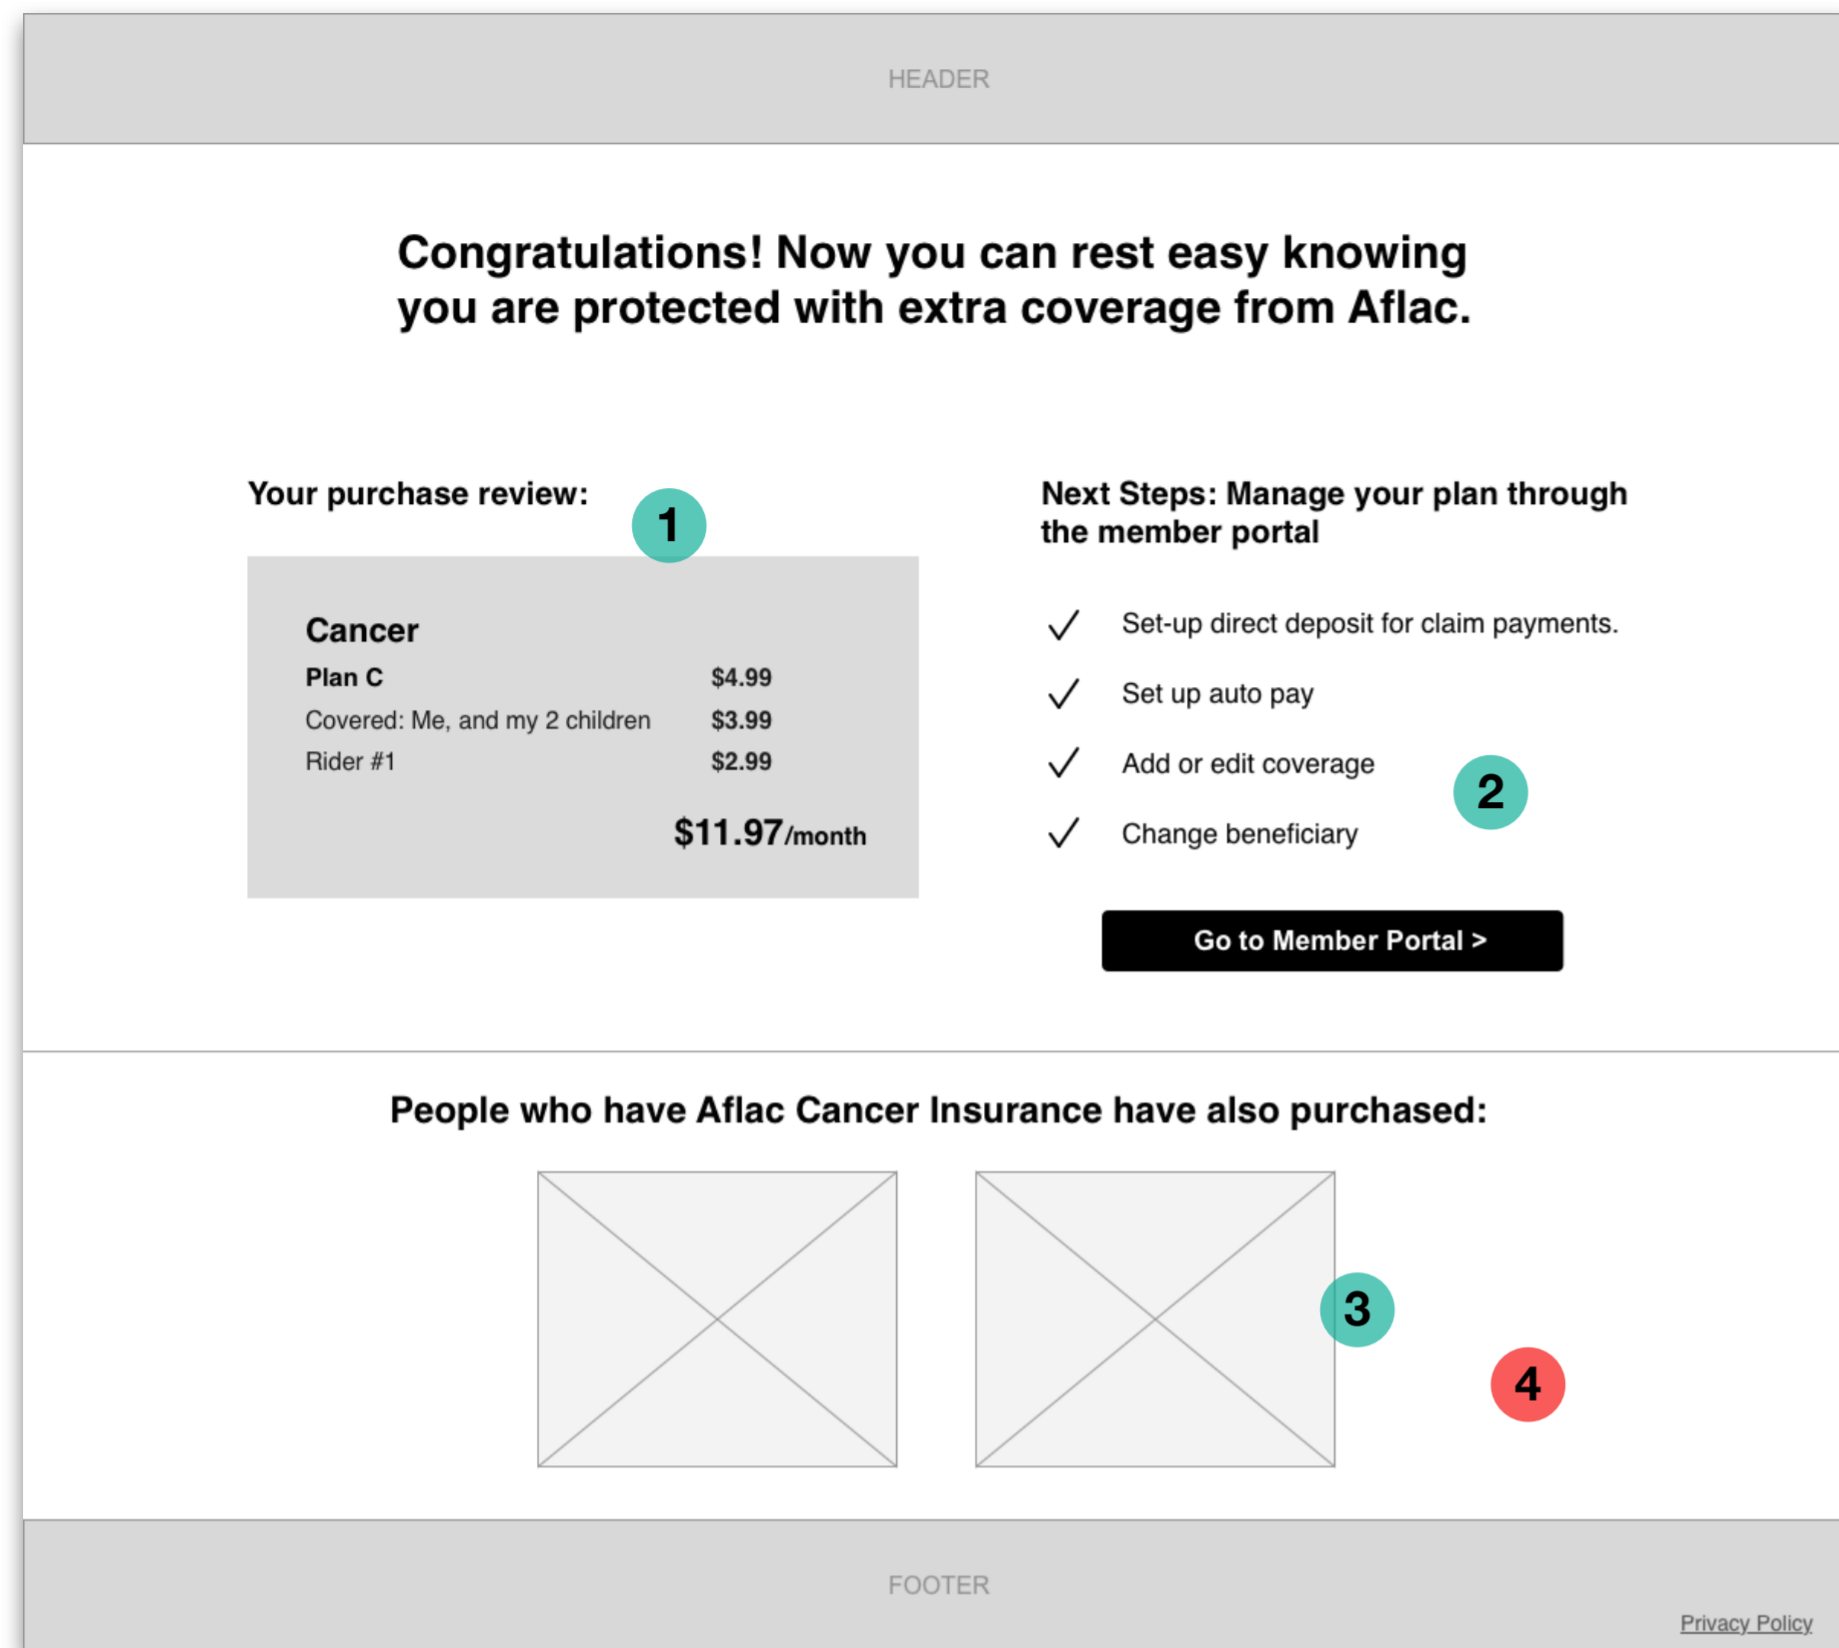 HEADER
Congratulations! Now you can rest easy knowing
you are protected with extra coverage from Aflac.
Your purchase review:
1
Cancer
Plan C $4.99
Covered: Me, and my 2 children $3.99
Rider #1 $2.99
$11.97/month
Next Steps: Manage your plan through
the member portal
Set-up direct deposit for claim payments.
Set up auto pay
Add or edit coverage
2
Change beneficiary
Go to Member Portal >
People who have Aflac Cancer Insurance have also purchased:
3
4
FOOTER
Privacy Policy